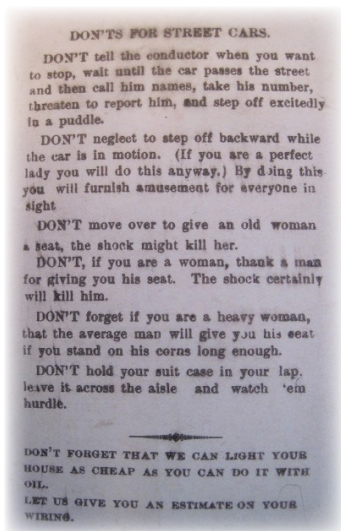 DON'TS FOR STREET CARS.
DON'T tell the conductor when you want
to stop, wait until the car passes the street
and then call him names, take his number,
threaten to report him, and step off excitedly
in a puddle.
DON'T neglect to step off backward while
the car is in motion. (If you are a perfect
lady you will do this anyway.) By doing this
you will furnish amusement for everyone in
sight
DON'T move over to give an old woman
a seat, the shock might kill her.
DON'T, if you are a woman, thank a man
for giving you his seat. The shock certainly
will kill him.
DON'T forget if you are a heavy woman,
that the average man will give you his seat
if you stand on his corns long enough.
DON'T hold your suit case in your lap.
leave it across the aisle and watch 'em
hurdle.
DON'T FORGET THAT WE CAN LIGHT YOUR
HOUSE AS CHEAP AS YOU CAN DO IT WITH
OIL.
LET US GIVE YOU AN ESTIMATE ON YOUR
WIRING.